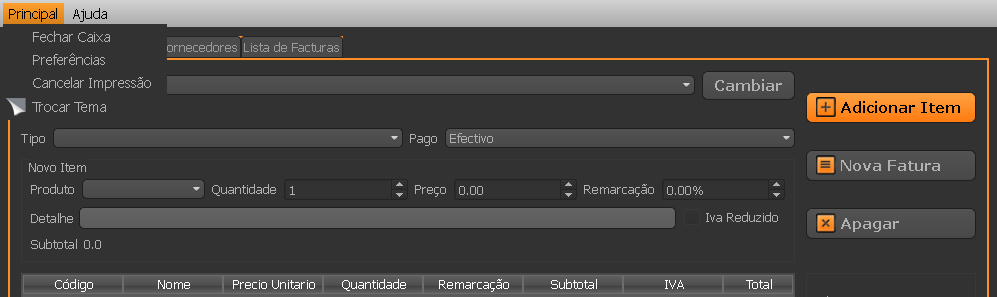 Principal Ajuda
Fechar Caixa
Preferências
Cancelar Impressão
Trocar Tema
Lista de Facturas
Cambiar
Adicionar Item
Tipo Pago Efectivo
Nova Fatura
Novo Item
Produto Quantidade 1 Preço 0.00 Remarcação 0.00%
Detalhe Iva Reduzido
Apagar
Subtotal 0.0
Código Nome Precio Unitario Quantidade Remarcação Subtotal IVA Total